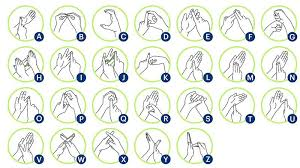 A B C D E F G
H I J K L M N
O P Q R S T U
V W X Y Z